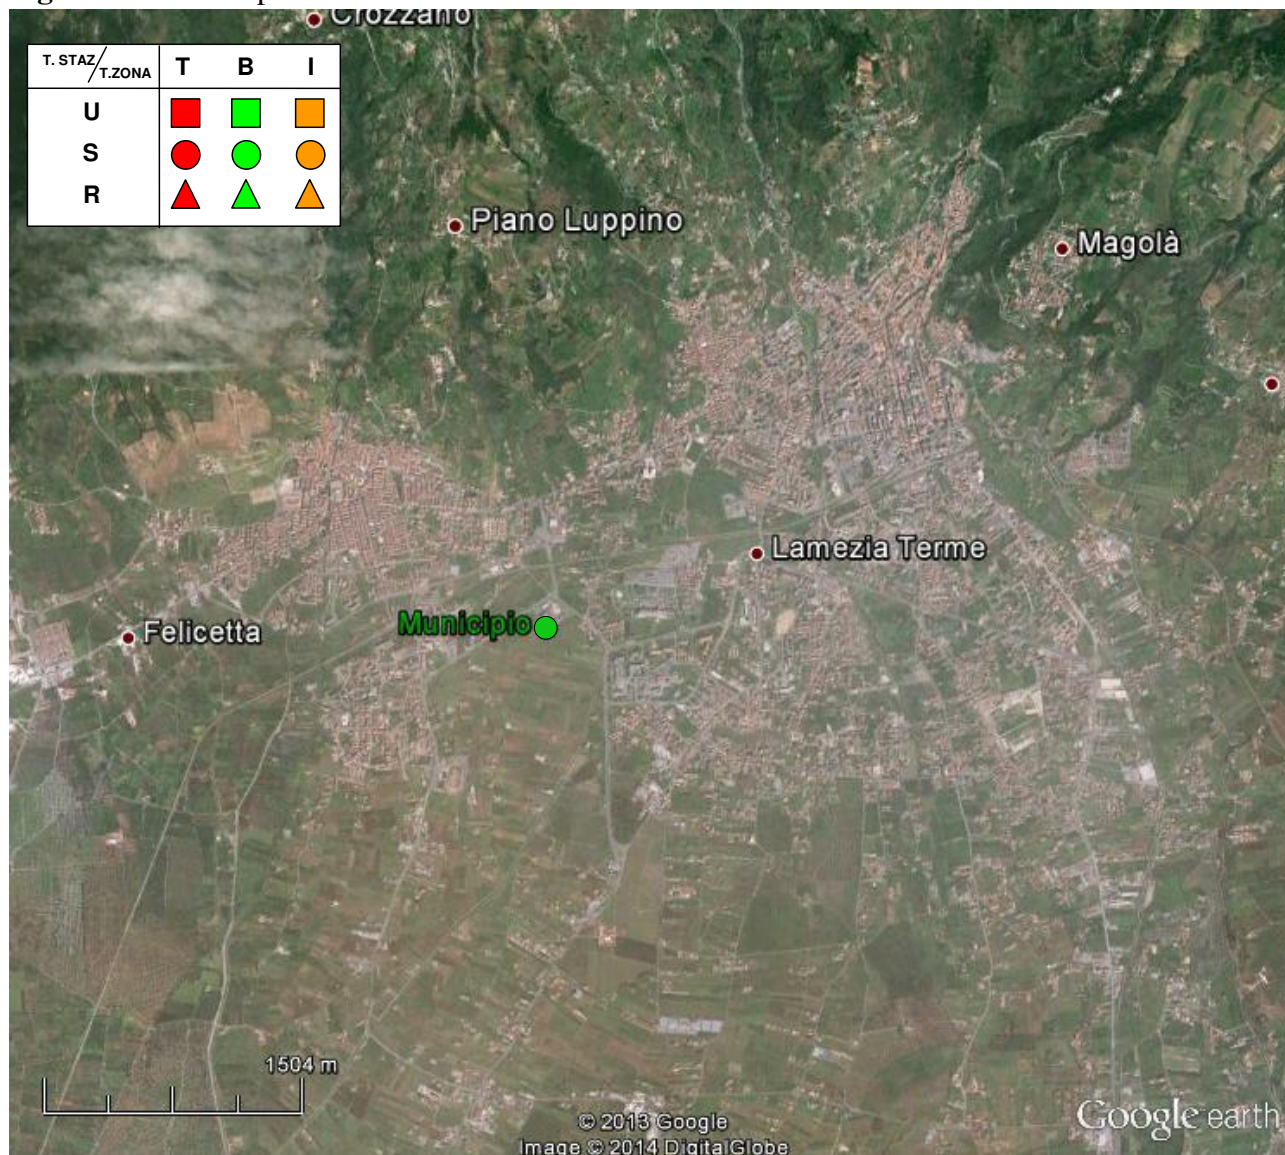 Crozzano
T. STAZ/T.ZONA T B I
U
S
R
Piano Luppino
Magolà
Lamezia Terme
Municipio
Felicetta
1504 m
© 2013 Google
Image © 2014 DigitalGlobe
Google earth